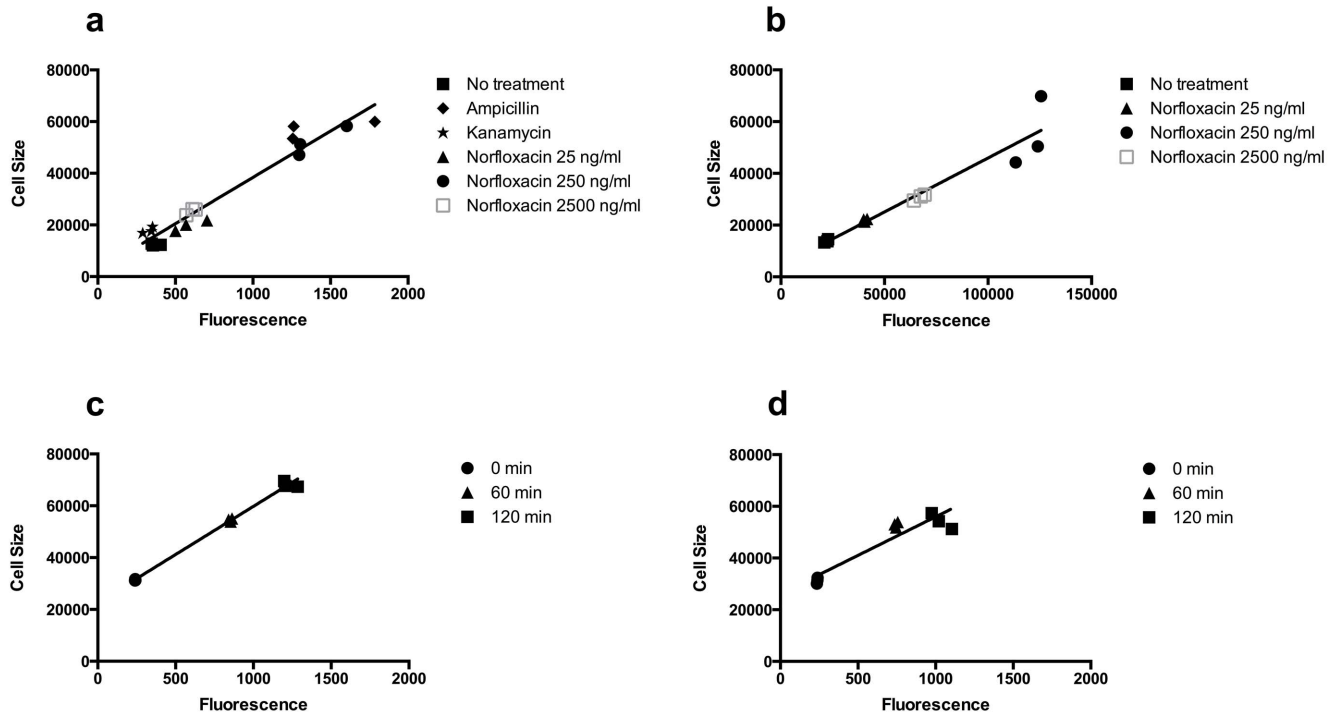 a
80000
60000
40000
20000
0
Cell Size
0 500 1000 1500 2000
Fluorescence
No treatment
Ampicillin
Kanamycin
Norfloxacin 25 ng/ml
Norfloxacin 250 ng/ml
Norfloxacin 2500 ng/ml
b
80000
60000
40000
20000
0
Cell Size
0 50000 100000 150000
Fluorescence
No treatment
Norfloxacin 25 ng/ml
Norfloxacin 250 ng/ml
Norfloxacin 2500 ng/ml
c
80000
60000
40000
20000
0
Cell Size
0 500 1000 1500 2000
Fluorescence
0 min
60 min
120 min
d
80000
60000
40000
20000
0
Cell Size
0 500 1000 1500 2000
Fluorescence
0 min
60 min
120 min